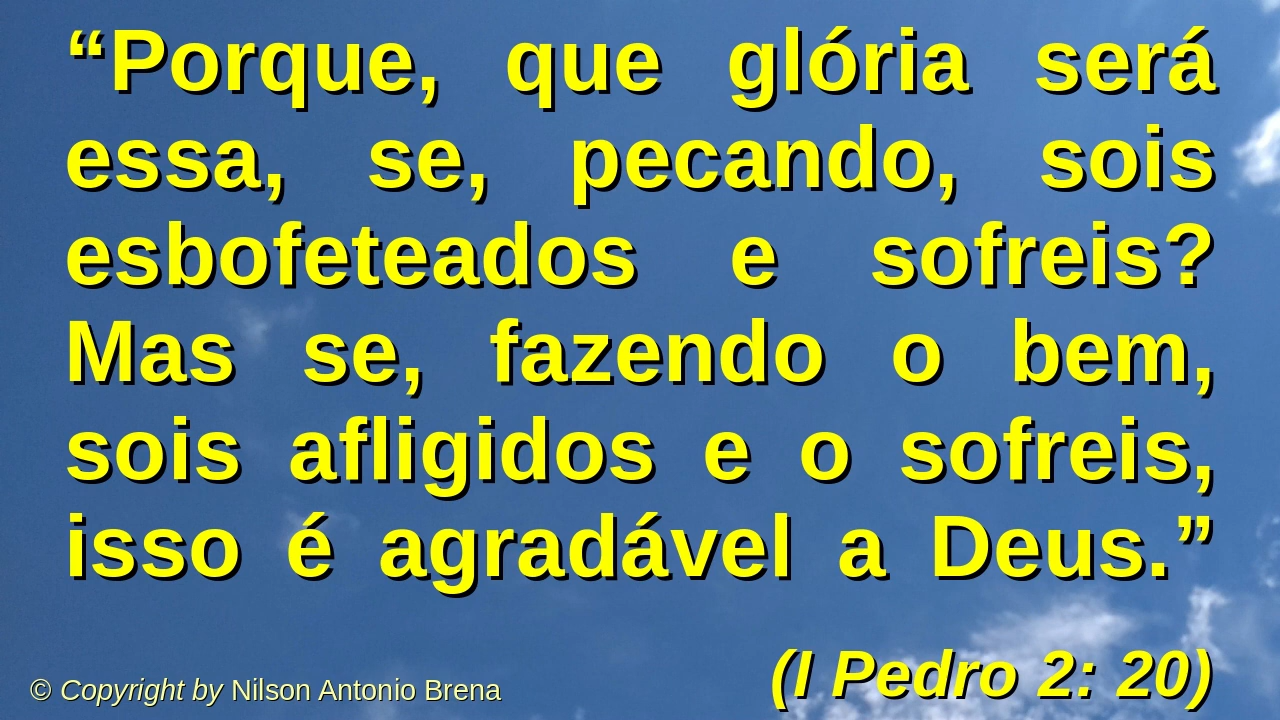 “Porque, que glória será
essa, se, pecando, sois
esbofeteados e sofreis?
Mas se, fazendo o bem,
sois afligidos e o sofreis,
isso é agradável a Deus.”
(I Pedro 2: 20)
© Copyright by Nilson Antonio Brena